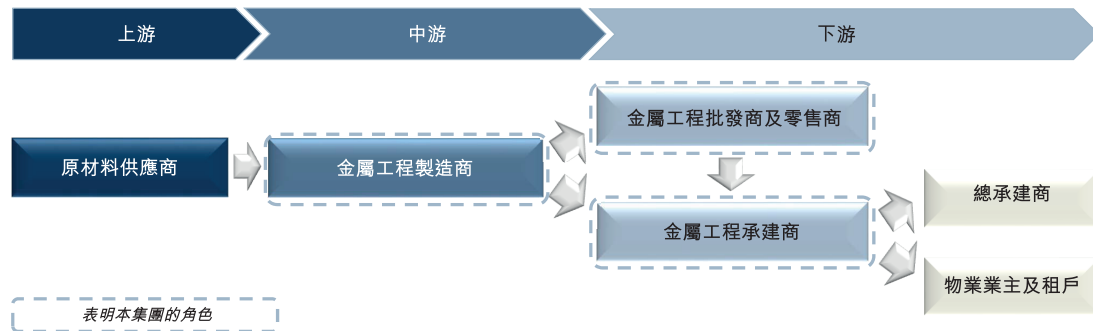 上游
中游
下游
金屬工程批發商及零售商
原材料供應商
金屬工程製造商
總承建商
金屬工程承建商
物業業主及租戶
表明本集團的角色